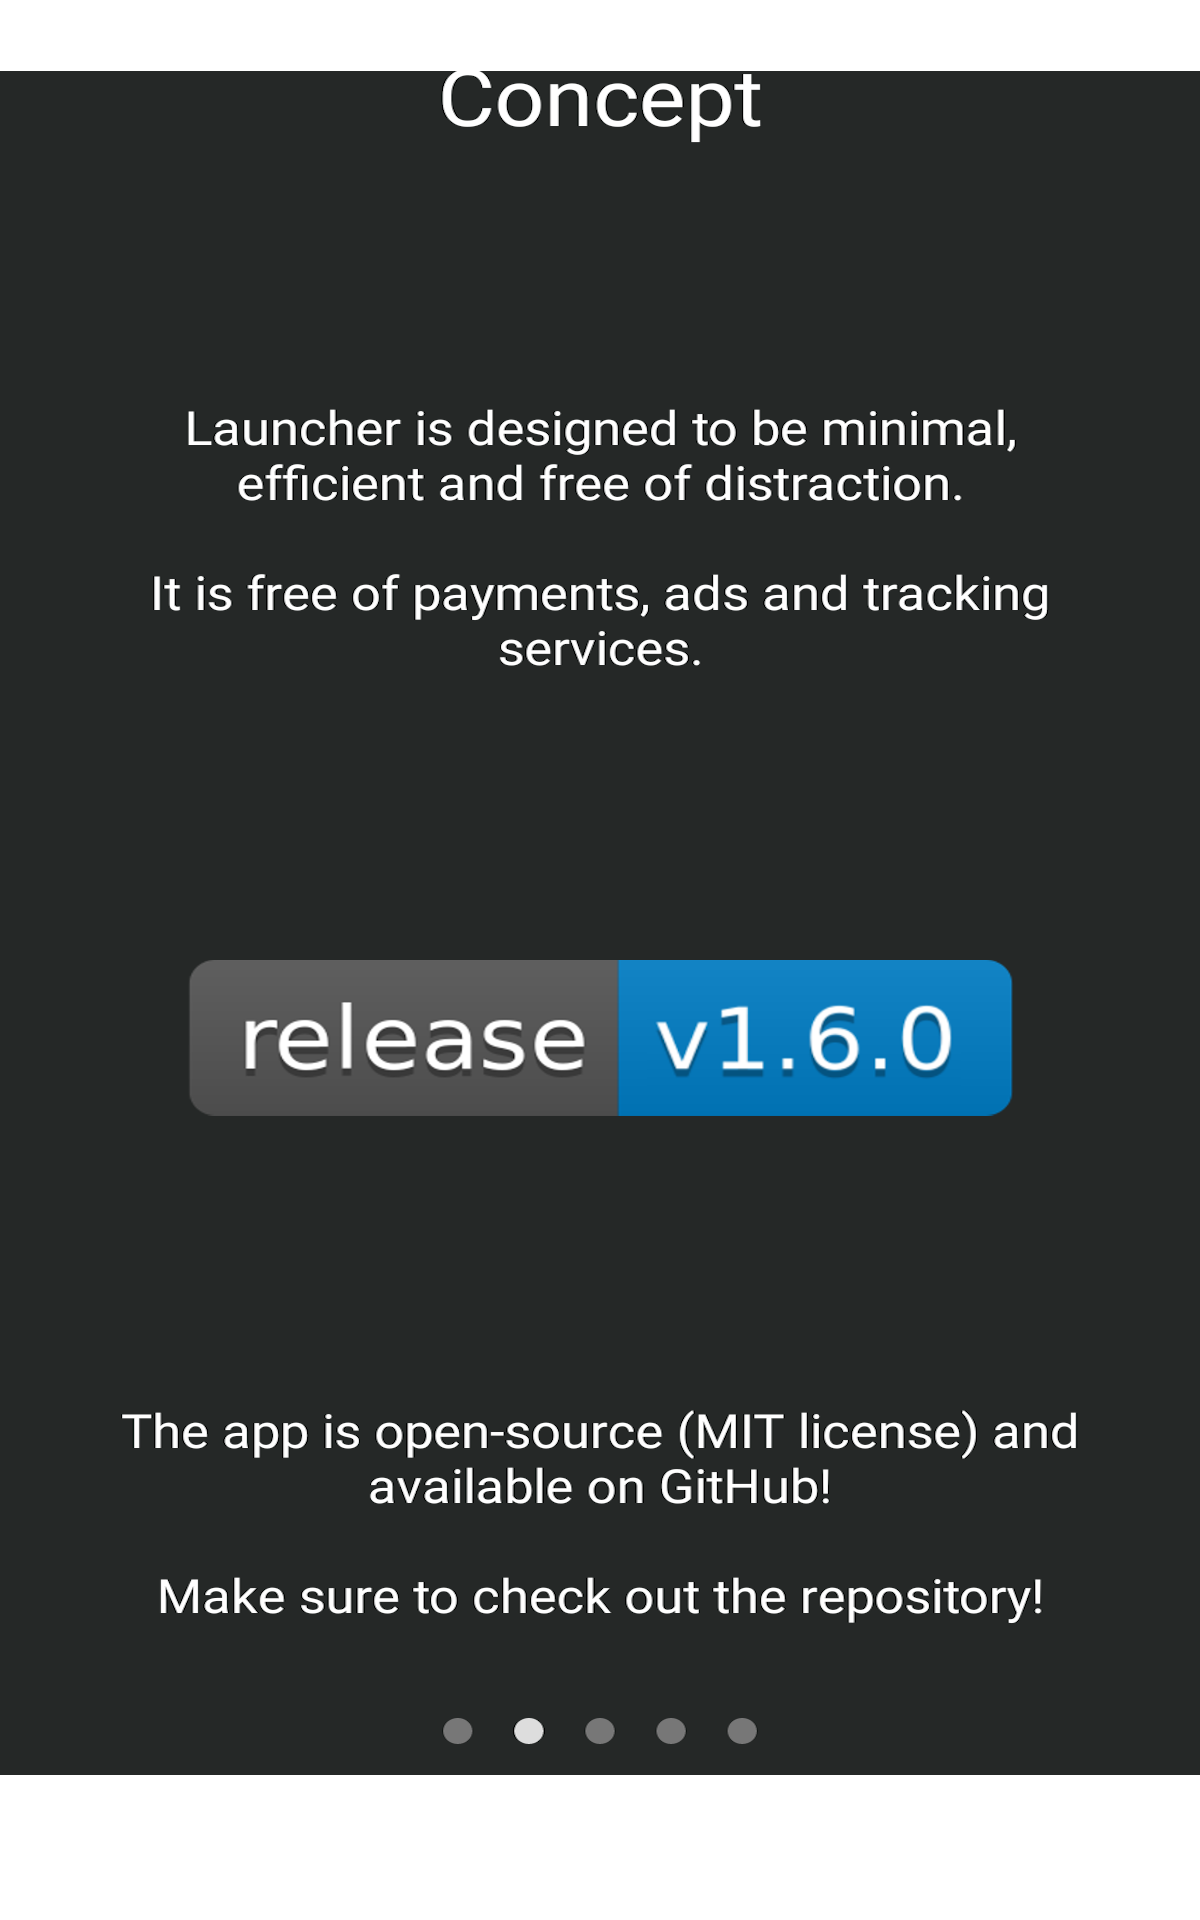 Concept
Launcher is designed to be minimal,
efficient and free of distraction.
It is free of payments, ads and tracking
services.
release v1.6.0
The app is open-source (MIT license) and
available on GitHub!
Make sure to check out the repository!